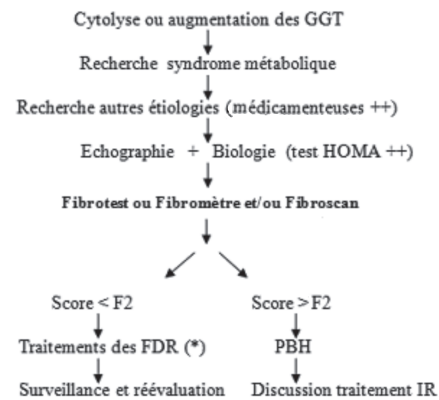 Cytolyse ou augmentation des GGT
Recherche syndrome métabolique
Recherche autres étiologies (médicamenteuses ++)
Echographie + Biologie (test HOMA ++)
Fibrotest ou Fibromètre et/ou Fibroscan
Score < F2
Score >F2
Traitements des FDR (*)
PBH
Surveillance et réévaluation
Discussion traitement IR